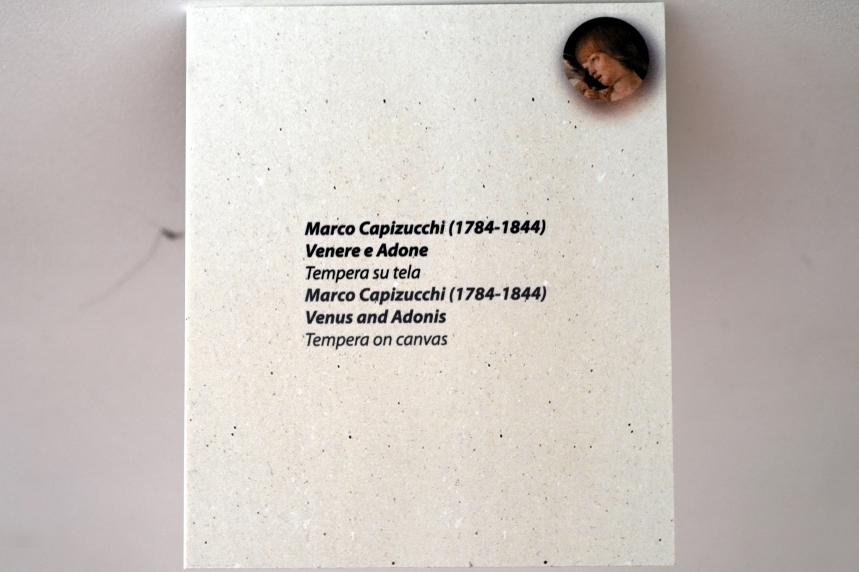 Marco Capizucchi (1784-1844)
Venere e Adone
Tempera su tela
Marco Capizucchi (1784-1844)
Venus and Adonis
Tempera on canvas